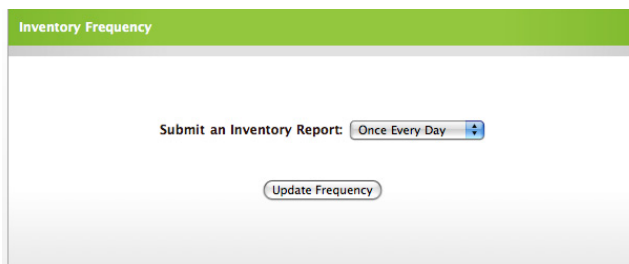 Inventory Frequency
Submit an Inventory Report: Once Every Day
Update Frequency